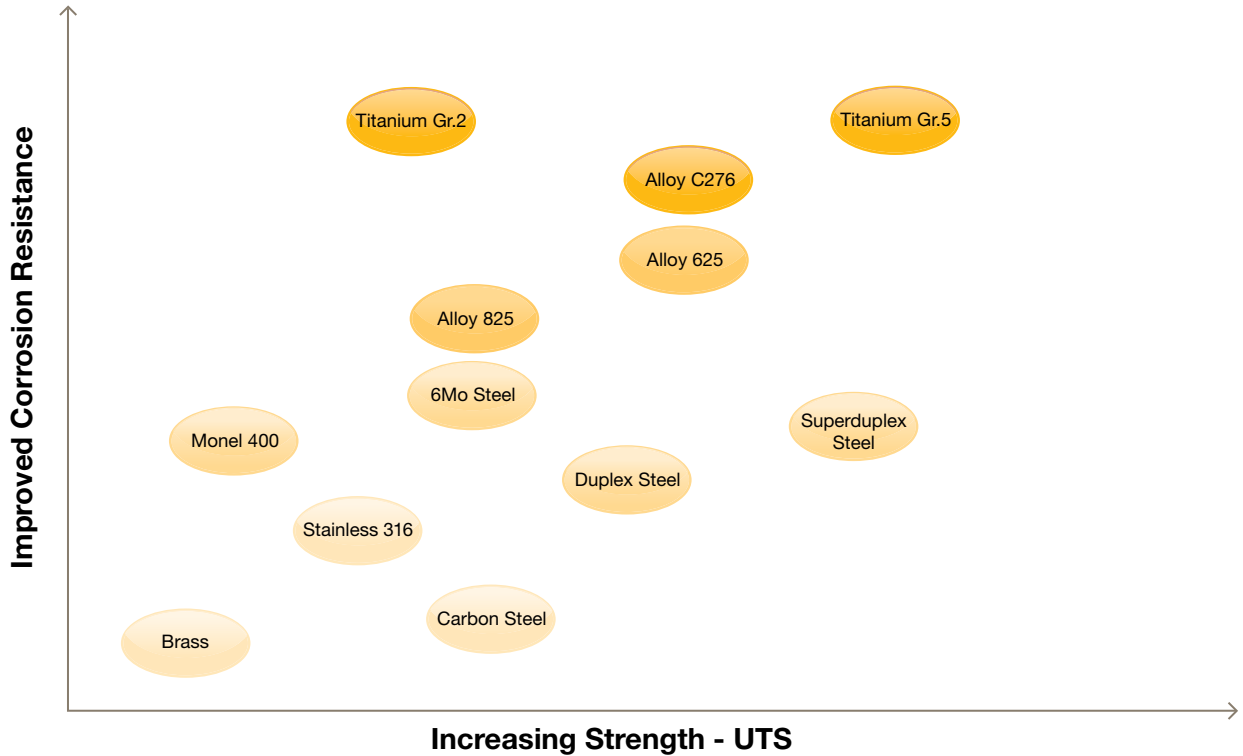 Improved Corrosion Resistance
Titanium Gr.2
Titanium Gr.5
Alloy C276
Alloy 625
Alloy 825
6Mo Steel
Monel 400
Superduplex
Steel
Duplex Steel
Stainless 316
Carbon Steel
Brass
Increasing Strength - UTS